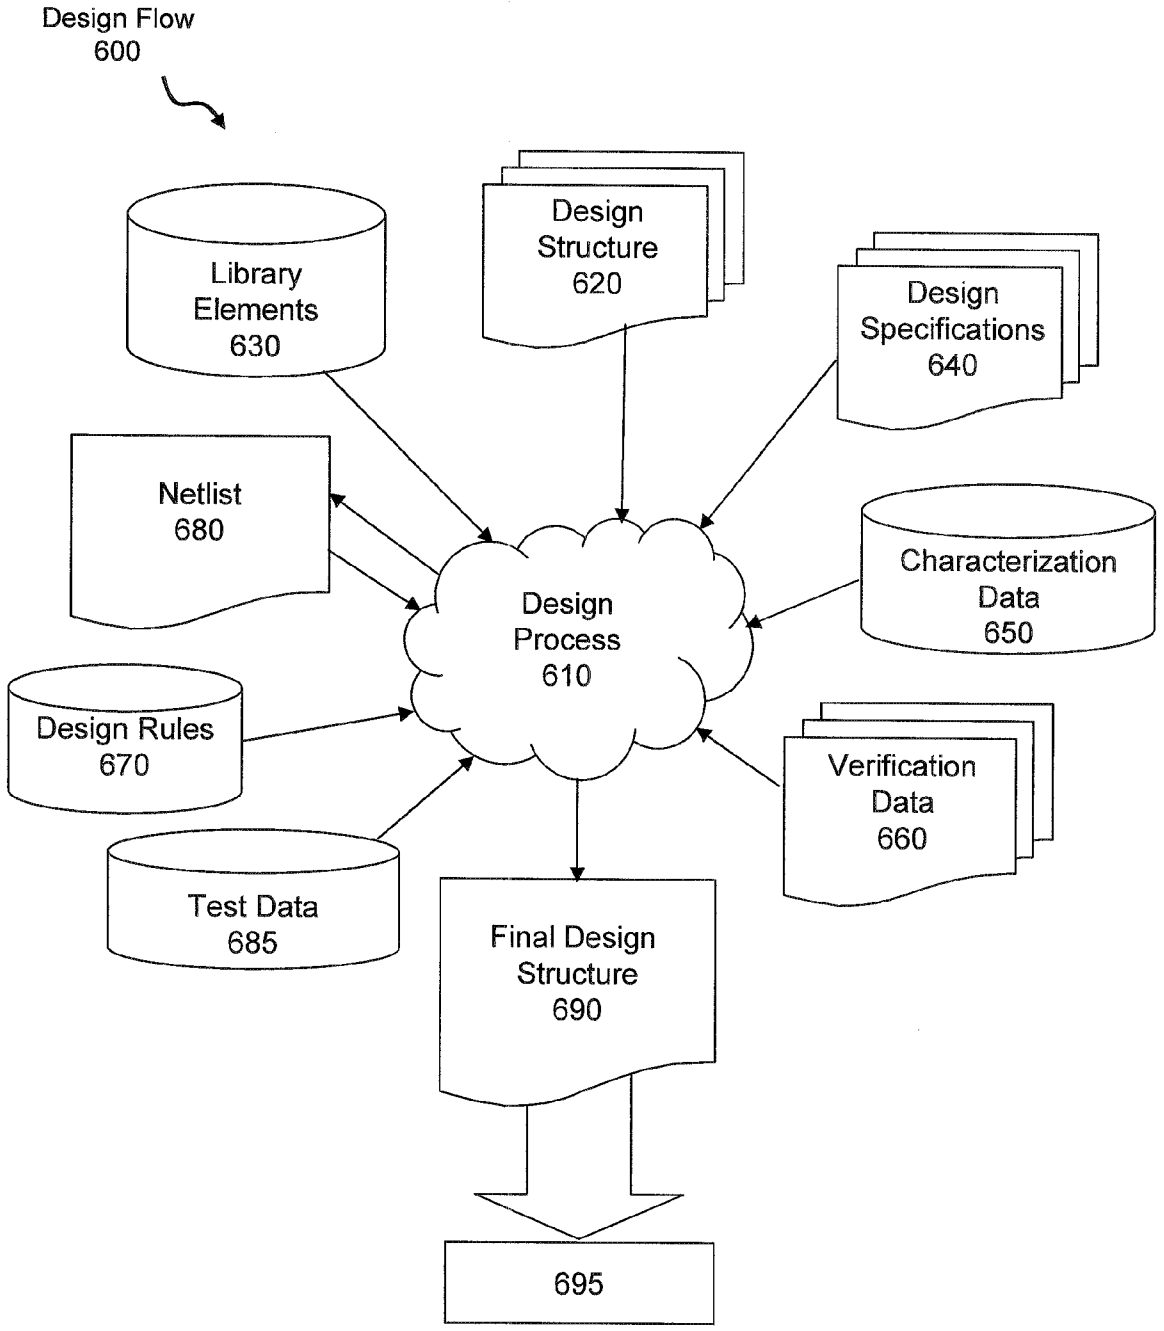 Design Flow
600
Design
Structure
620
Library
Elements
630
Design
Specifications
640
Netlist
680
Characterization
Data
650
Design
Process
610
Design Rules
670
Verification
Data
660
Test Data
685
Final Design
Structure
690
695